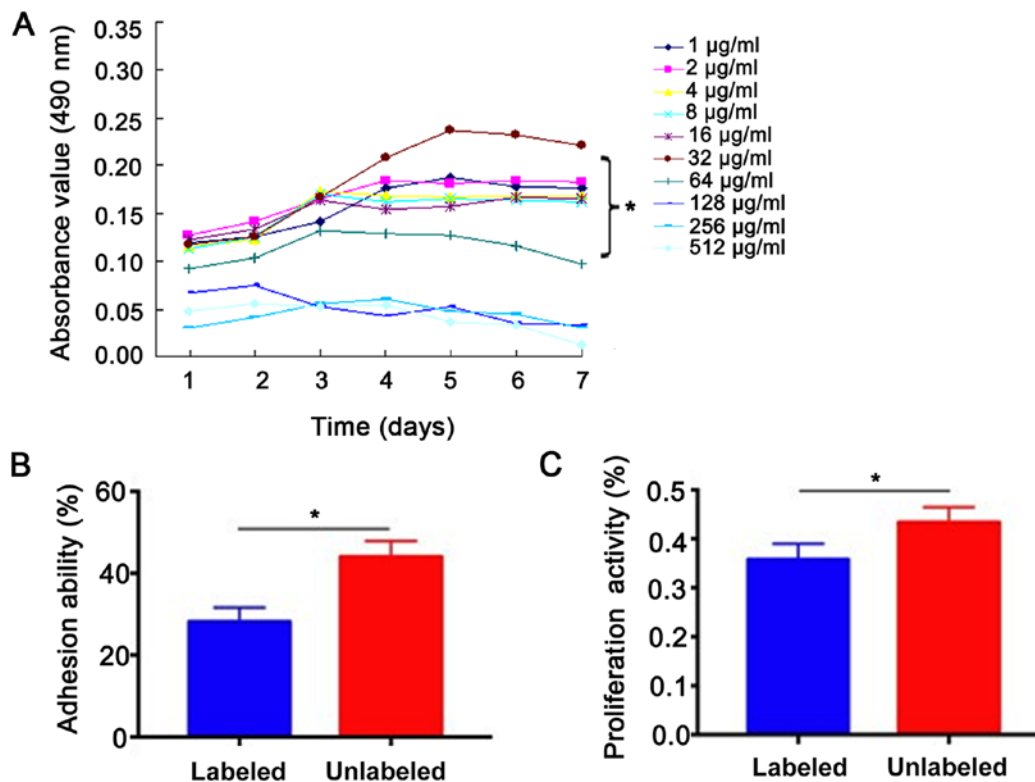 A
Absorbance value (490 nm)
0.35
0.30
0.25
0.20
0.15
0.10
0.05
0.00
1 2 3 4 5 6 7
Time (days)
1 µg/ml
2 µg/ml
4 µg/ml
8 µg/ml
16 µg/ml
32 µg/ml
64 µg/ml
128 µg/ml
256 µg/ml
512 µg/ml
*
B
Adhesion ability (%)
60
40
20
0
*
Labeled Unlabeled
C
Proliferation activity (%)
0.5
0.4
0.3
0.2
0.1
0.0
*
Labeled Unlabeled